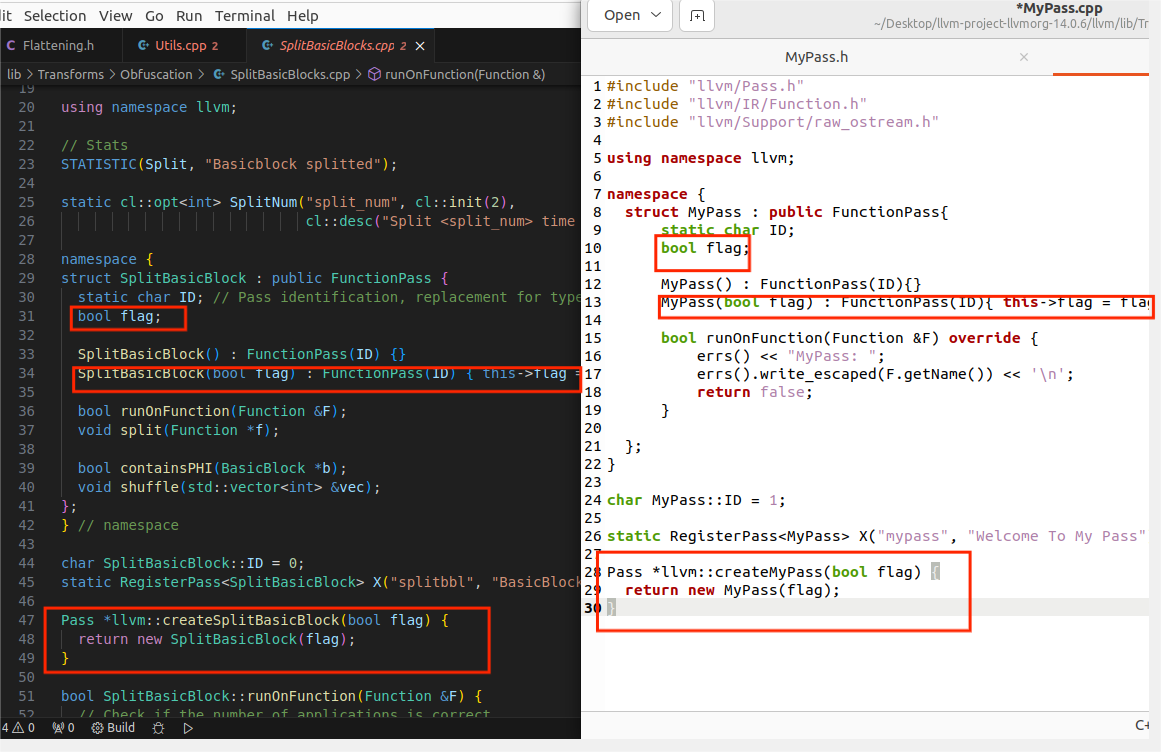 it Selection View Go Run Terminal Help
C Flattening.h
Utils.cpp 2
SplitBasicBlocks.cpp 2 ×
lib > Transforms > Obfuscation > SplitBasicBlocks.cpp > runOnFunction(Function &)
19
20 using namespace llvm;
21
22 // Stats
23 STATISTIC(Split, "Basicblock splitted");
24
25 static cl::opt<int> SplitNum("split_num", cl::init(2),
26 cl::desc("Split <split_num> time
27
28 namespace {
29 struct SplitBasicBlock : public FunctionPass {
30 static char ID; // Pass identification, replacement for type
31 bool flag;
32
33 SplitBasicBlock() : FunctionPass(ID) {}
34 SplitBasicBlock(bool flag) : FunctionPass(ID) { this->flag =
35
36 bool runOnFunction(Function &F);
37 void split(Function *f);
38
39 bool containsPHI(BasicBlock *b);
40 void shuffle(std::vector<int> &vec);
41 };
42 } // namespace
43
44 char SplitBasicBlock::ID = 0;
45 static RegisterPass<SplitBasicBlock> X("splitbbl", "BasicBlock
46
47 Pass *llvm::createSplitBasicBlock(bool flag) {
48 return new SplitBasicBlock(flag);
49 }
50
51 bool SplitBasicBlock::runOnFunction(Function &F) {
52 // Check if the number of applications is correct
4 0 0 Build
Open
*MyPass.cpp
~/Desktop/llvm-project-llvmorg-14.0.6/llvm/lib/Tr
MyPass.h ×
1 #include "llvm/Pass.h"
2 #include "llvm/IR/Function.h"
3 #include "llvm/Support/raw_ostream.h"
4
5 using namespace llvm;
6
7 namespace {
8 struct MyPass : public FunctionPass{
9 static char ID;
10 bool flag;
11
12 MyPass() : FunctionPass(ID){}
13 MyPass(bool flag) : FunctionPass(ID){ this->flag = fla
14
15 bool runOnFunction(Function &F) override {
16 errs() << "MyPass: ";
17 errs().write_escaped(F.getName()) << '\n';
18 return false;
19 }
20
21 };
22 }
23
24 char MyPass::ID = 1;
25
26 static RegisterPass<MyPass> X("mypass", "Welcome To My Pass"
27
28 Pass *llvm::createMyPass(bool flag) {
29 return new MyPass(flag);
30 }
C+